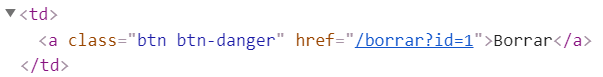 ▼<td>
<a class="btn btn-danger" href="/borrar?id=1">Borrar</a>
</td>